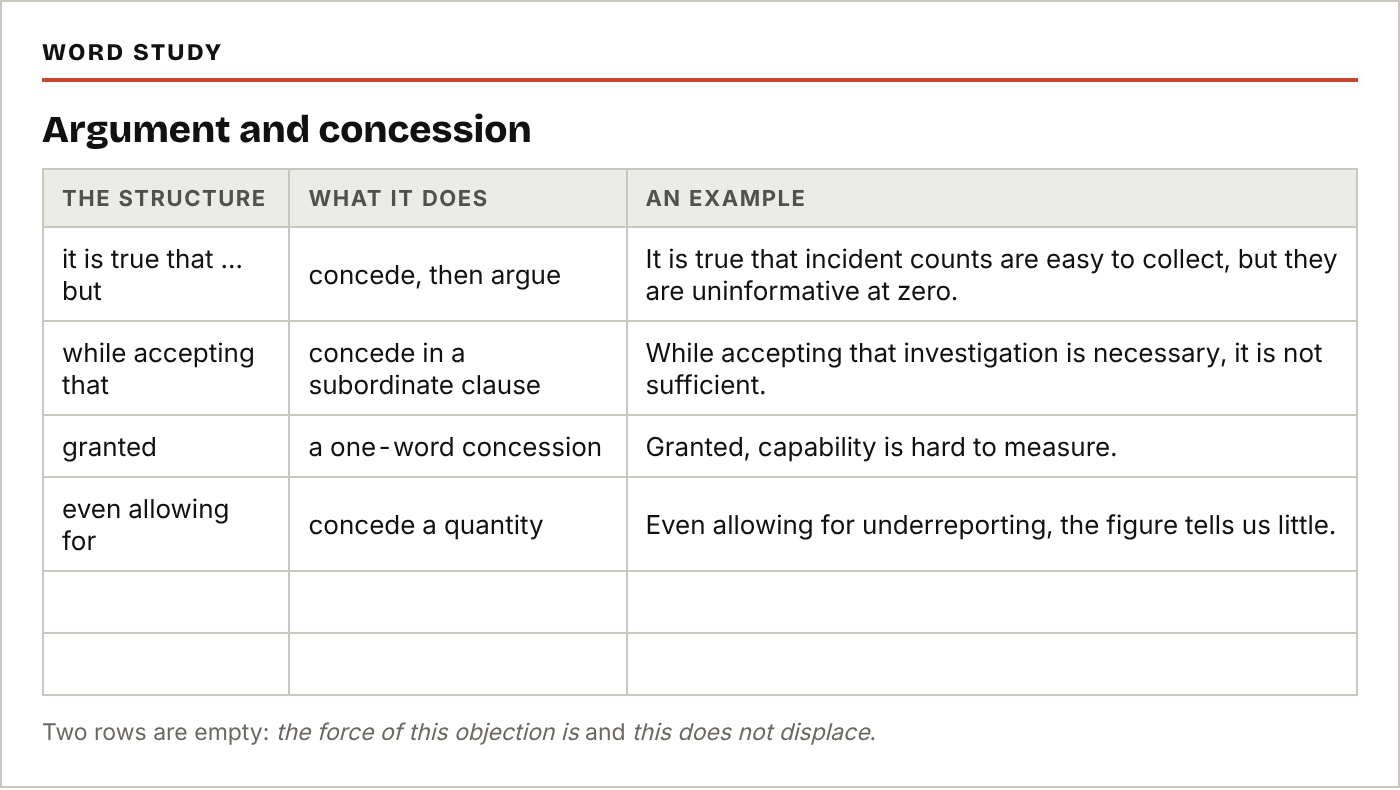 WORD STUDY
Argument and concession
THE STRUCTURE
WHAT IT DOES
AN EXAMPLE
it is true that …
but
concede, then argue
It is true that incident counts are easy to collect, but they
are uninformative at zero.
while accepting
that
concede in a
subordinate clause
While accepting that investigation is necessary, it is not
sufficient.
granted
a one-word concession
Granted, capability is hard to measure.
even allowing
for
concede a quantity
Even allowing for underreporting, the figure tells us little.
Two rows are empty: the force of this objection is and this does not displace.